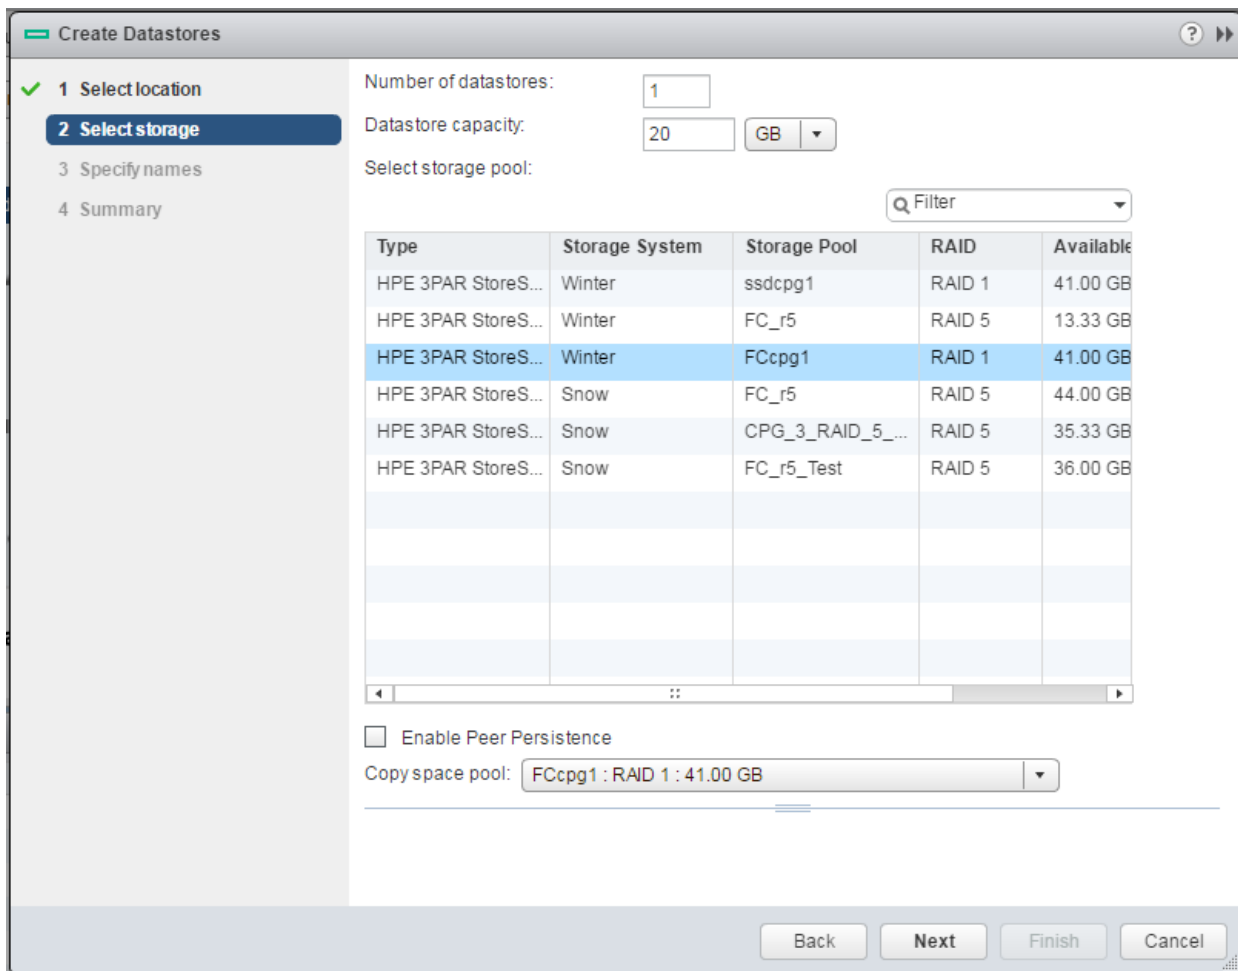 Create Datastores ?
1 Select location
2 Select storage
3 Specify names
4 Summary
Number of datastores: 1
Datastore capacity: 20 GB
Select storage pool:
Filter
Type Storage System Storage Pool RAID Available
HPE 3PAR StoreS... Winter ssdcpg1 RAID 1 41.00 GB
HPE 3PAR StoreS... Winter FC_r5 RAID 5 13.33 GB
HPE 3PAR StoreS... Winter FCcpg1 RAID 1 41.00 GB
HPE 3PAR StoreS... Snow FC_r5 RAID 5 44.00 GB
HPE 3PAR StoreS... Snow CPG_3_RAID_5_... RAID 5 35.33 GB
HPE 3PAR StoreS... Snow FC_r5_Test RAID 5 36.00 GB
Enable Peer Persistence
Copy space pool: FCcpg1 : RAID 1 : 41.00 GB
Back Next Finish Cancel